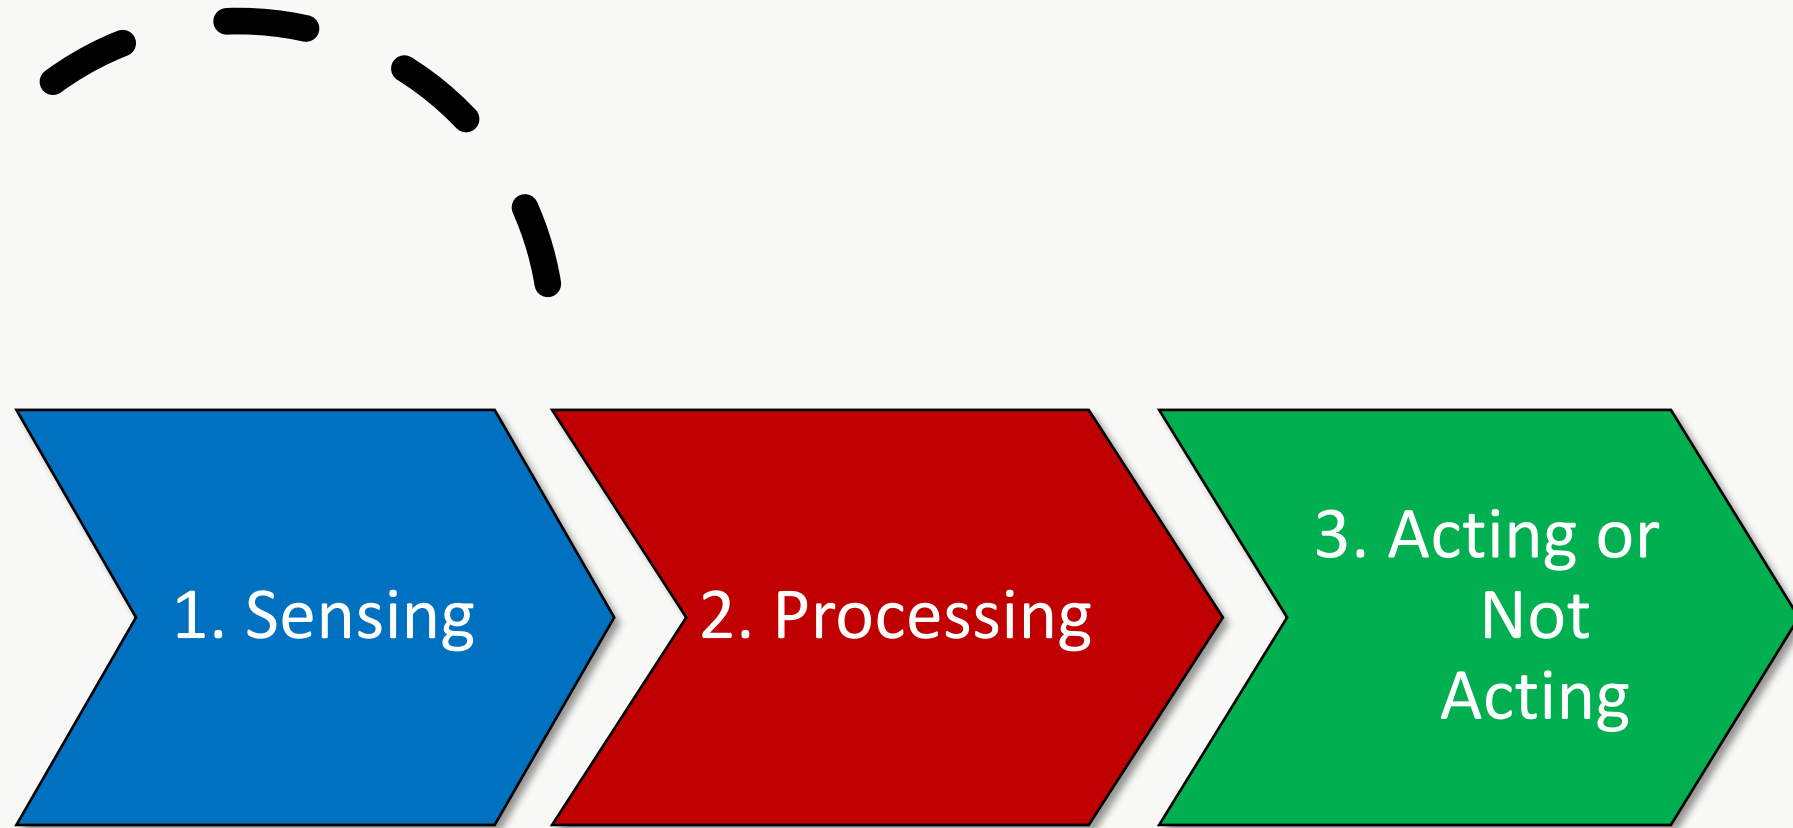 1. Sensing
2. Processing
3. Acting or
Not
Acting